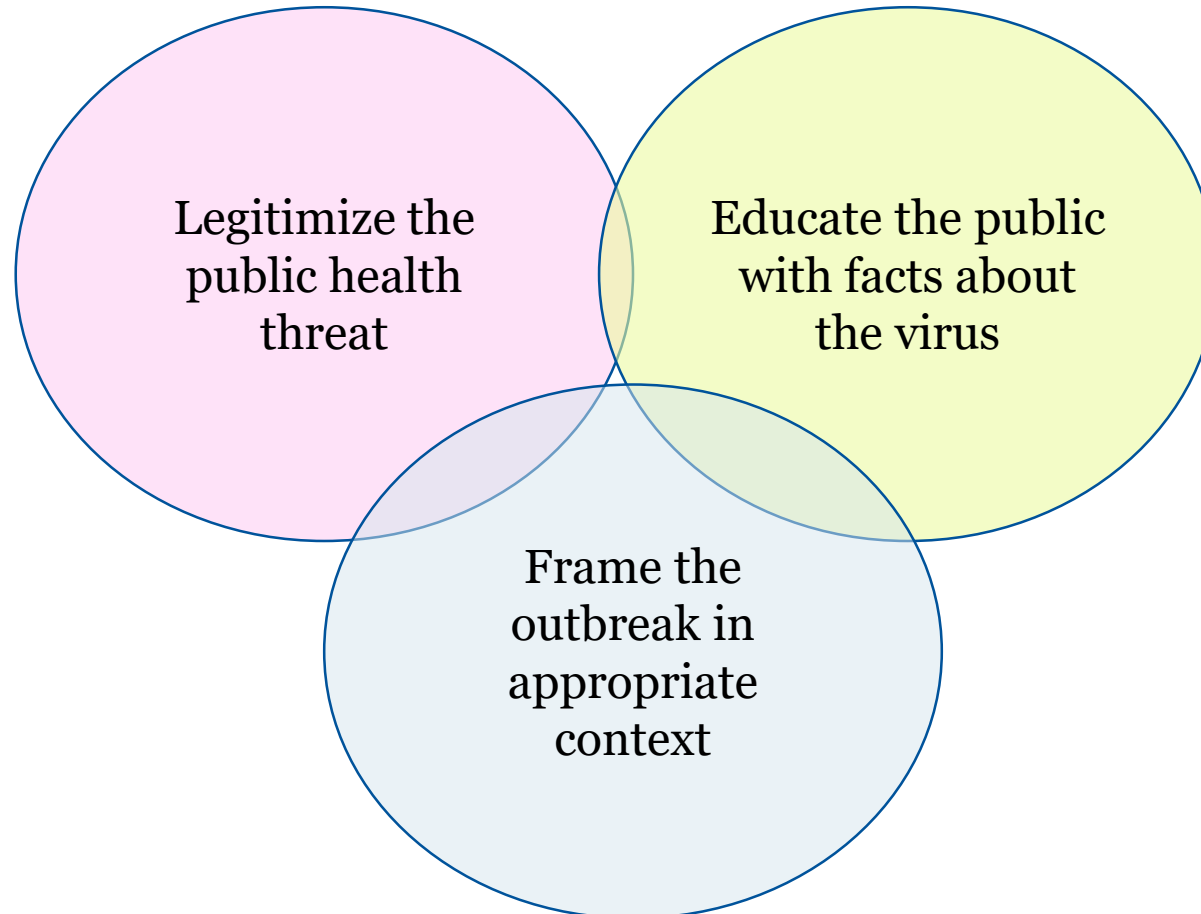 Legitimize the
public health
threat
Educate the public
with facts about
the virus
Frame the
outbreak in
appropriate
context